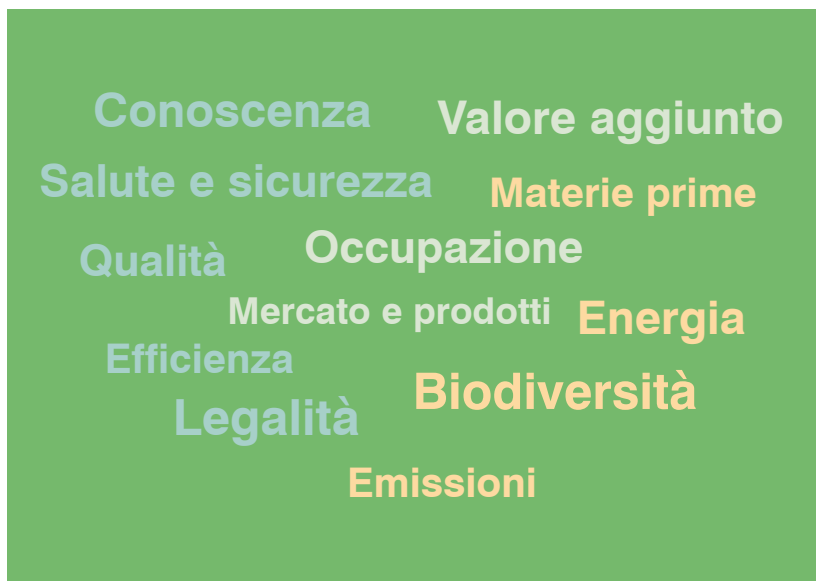 Conoscenza
Valore aggiunto
Salute e sicurezza
Materie prime
Occupazione
Qualità
Mercato e prodotti
Energia
Efficienza
Biodiversità
Legalità
Emissioni